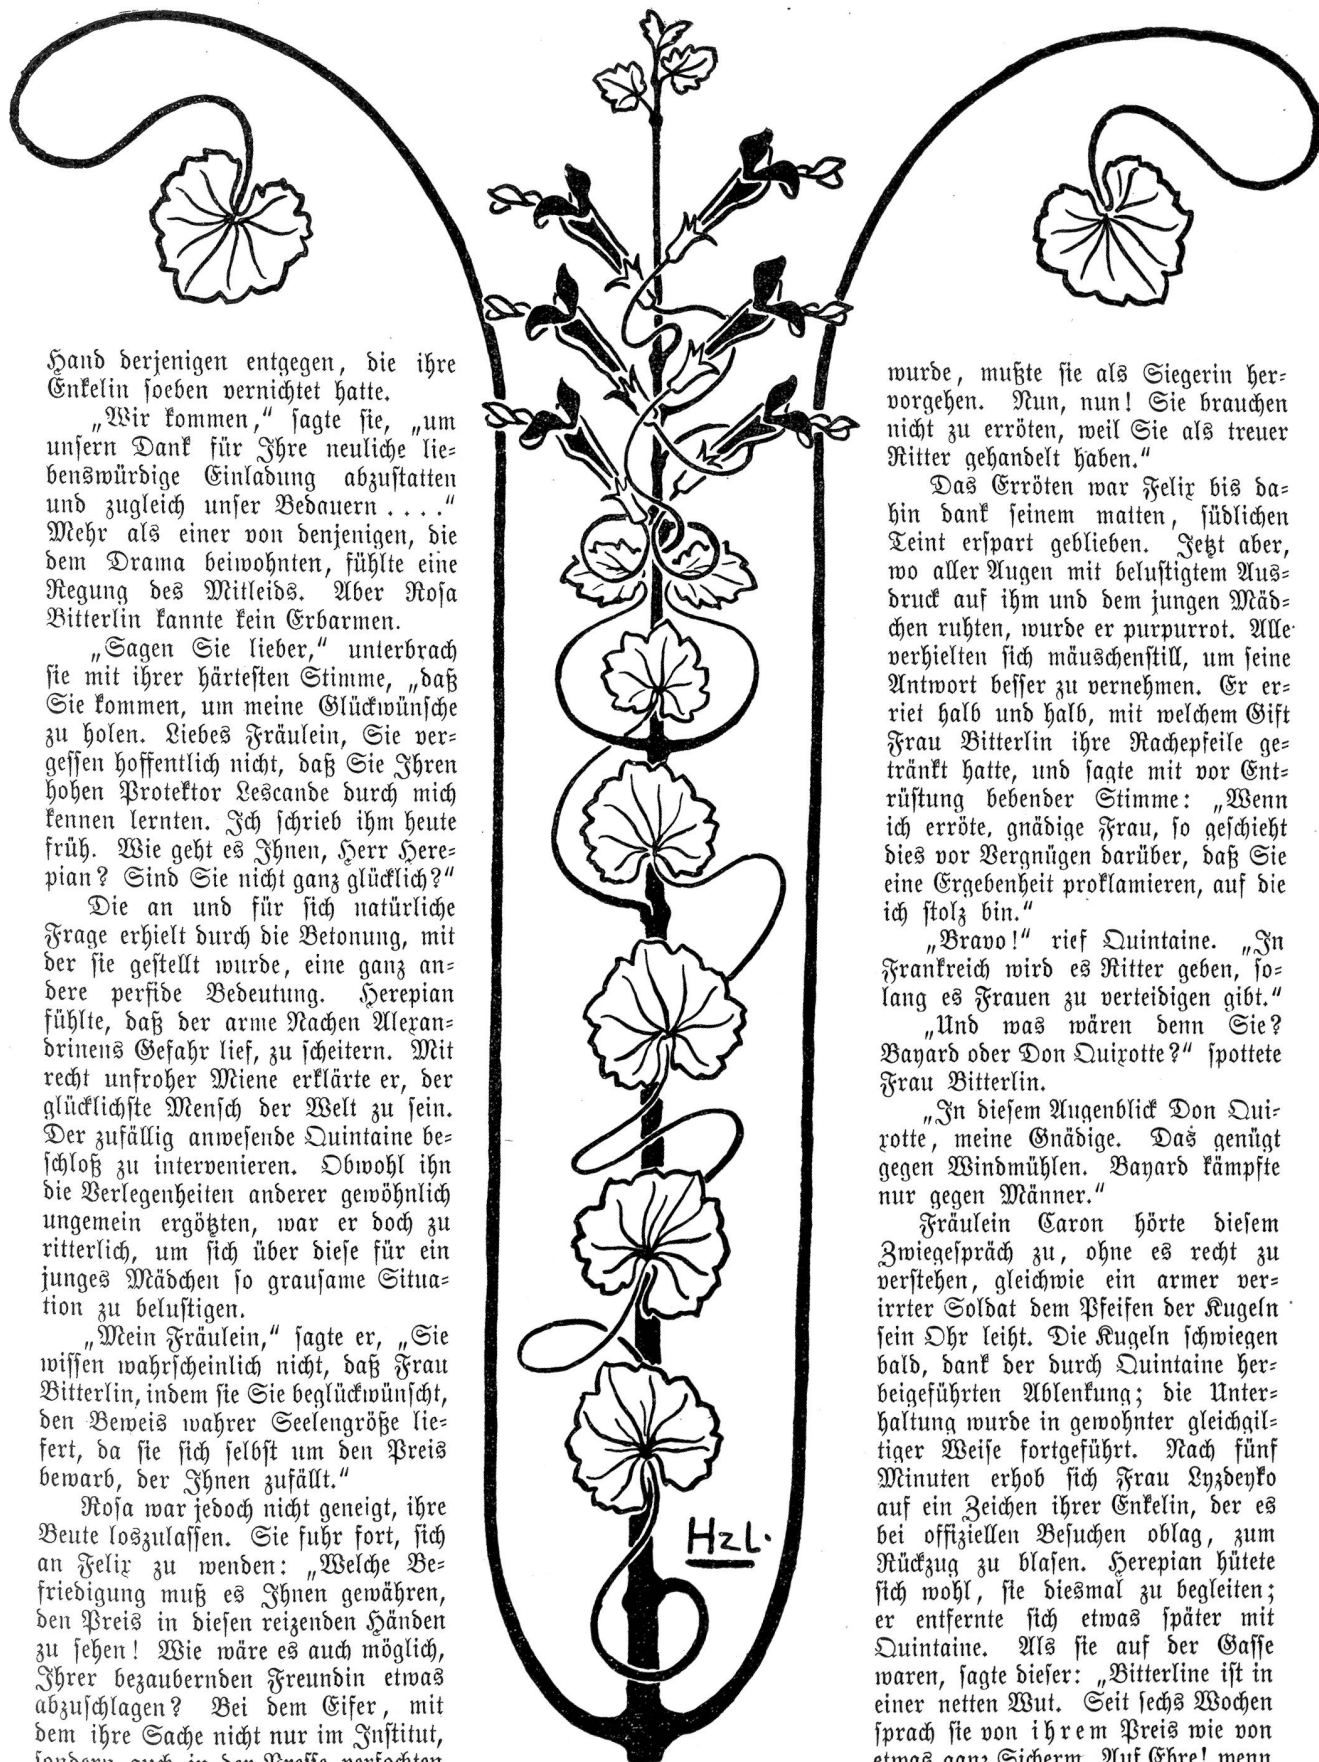 Hand derjenigen entgegen, die ihre
Enkelin soeben vernichtet hatte.
„Wir kommen,“ sagte sie, „um
unsern Dank für Ihre neuliche lie-
benswürdige Einladung abzustatten
und zugleich unser Bedauern . . . .“
Mehr als einer von denjenigen, die
dem Drama beiwohnten, fühlte eine
Regung des Mitleids. Aber Rosa
Bitterlin kannte kein Erbarmen.
„Sagen Sie lieber,“ unterbrach
sie mit ihrer härtesten Stimme, „daß
Sie kommen, um meine Glückwünsche
zu holen. Liebes Fräulein, Sie ver-
gessen hoffentlich nicht, daß Sie Ihren
hohen Protektor Lescande durch mich
kennen lernten. Ich schrieb ihm heute
früh. Wie geht es Ihnen, Herr Here-
pian? Sind Sie nicht ganz glücklich?“
Die an und für sich natürliche
Frage erhielt durch die Betonung, mit
der sie gestellt wurde, eine ganz an-
dere perfide Bedeutung. Herepian
fühlte, daß der arme Nachen Alexan-
drinens Gefahr lief, zu scheitern. Mit
recht unfroher Miene erklärte er, der
glücklichste Mensch der Welt zu sein.
Der zufällig anwesende Quintaine be-
schloß zu intervenieren. Obwohl ihn
die Verlegenheiten anderer gewöhnlich
ungemein ergötzten, war er doch zu
ritterlich, um sich über diese für ein
junges Mädchen so grausame Situa-
tion zu belustigen.
„Mein Fräulein,“ sagte er, „Sie
wissen wahrscheinlich nicht, daß Frau
Bitterlin, indem sie Sie beglückwünscht,
den Beweis wahrer Seelengröße lie-
fert, da sie sich selbst um den Preis
bewarb, der Ihnen zufällt.“
Rosa war jedoch nicht geneigt, ihre
Beute loszulassen. Sie fuhr fort, sich
an Felix zu wenden: „Welche Be-
friedigung muß es Ihnen gewähren,
den Preis in diesen reizenden Händen
zu sehen! Wie wäre es auch möglich,
Ihrer bezaubernden Freundin etwas
abzuschlagen? Bei dem Eifer, mit
dem ihre Sache nicht nur im Institut,
sondern auch in der Presse verfochten
wurde, mußte sie als Siegerin her-
vorgehen. Nun, nun! Sie brauchen
nicht zu erröten, weil Sie als treuer
Ritter gehandelt haben.“
Das Erröten war Felix bis da-
hin dank seinem matten, südlichen
Teint erspart geblieben. Jetzt aber,
wo aller Augen mit belustigtem Aus-
druck auf ihm und dem jungen Mäd-
chen ruhten, wurde er purpurrot. Alle
verhielten sich mäuschenstill, um seine
Antwort besser zu vernehmen. Er er-
riet halb und halb, mit welchem Gift
Frau Bitterlin ihre Rachepfeile ge-
tränkt hatte, und sagte mit vor Ent-
rüstung bebender Stimme: „Wenn
ich erröte, gnädige Frau, so geschieht
dies vor Vergnügen darüber, daß Sie
eine Ergebenheit proklamieren, auf die
ich stolz bin.“
„Bravo!“ rief Quintaine. „In
Frankreich wird es Ritter geben, so-
lang es Frauen zu verteidigen gibt.“
„Und was wären denn Sie?
Bayard oder Don Quixotte?“ spottete
Frau Bitterlin.
„In diesem Augenblick Don Qui-
xotte, meine Gnädige. Das genügt
gegen Windmühlen. Bayard kämpfte
nur gegen Männer.“
Fräulein Caron hörte diesem
Zwiegespräch zu, ohne es recht zu
verstehen, gleichwie ein armer ver-
irrter Soldat dem Pfeifen der Kugeln
sein Ohr leiht. Die Kugeln schwiegen
bald, dank der durch Quintaine her-
beigeführten Ablenkung; die Unter-
haltung wurde in gewohnter gleichgil-
tiger Weise fortgeführt. Nach fünf
Minuten erhob sich Frau Lyzdeyko
auf ein Zeichen ihrer Enkelin, der es
bei offiziellen Besuchen oblag, zum
Rückzug zu blasen. Herepian hütete
sich wohl, sie diesmal zu begleiten;
er entfernte sich etwas später mit
Quintaine. Als sie auf der Gasse
waren, sagte dieser: „Bitterline ist in
einer netten Wut. Seit sechs Wochen
sprach sie von ihrem Preis wie von
etwas ganz Sicherm. Auf Ehre! wenn
Hzl.